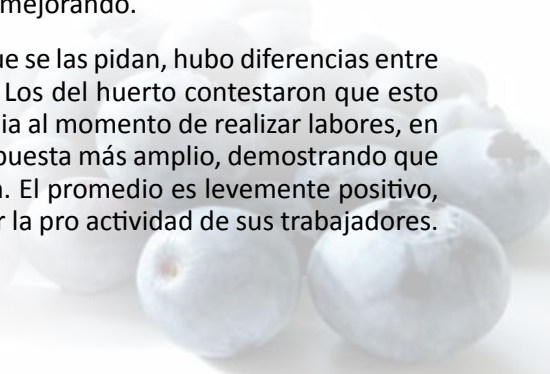 mejorando.
ue se las pidan, hubo diferencias entre
Los del huerto contestaron que esto
ia al momento de realizar labores, en
puesta más amplio, demostrando que
. El promedio es levemente positivo,
r la pro actividad de sus trabajadores.